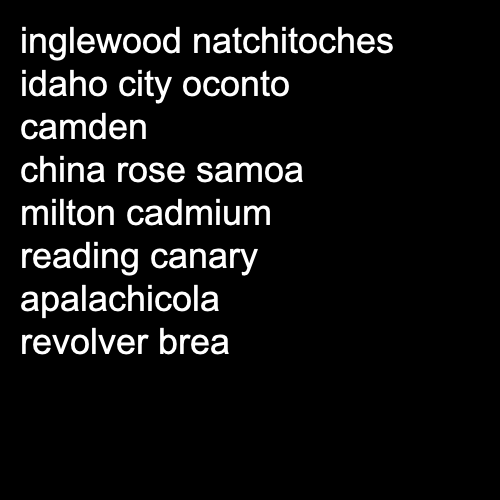 inglewood natchitoches
idaho city oconto
camden
china rose samoa
milton cadmium
reading canary
apalachicola
revolver brea